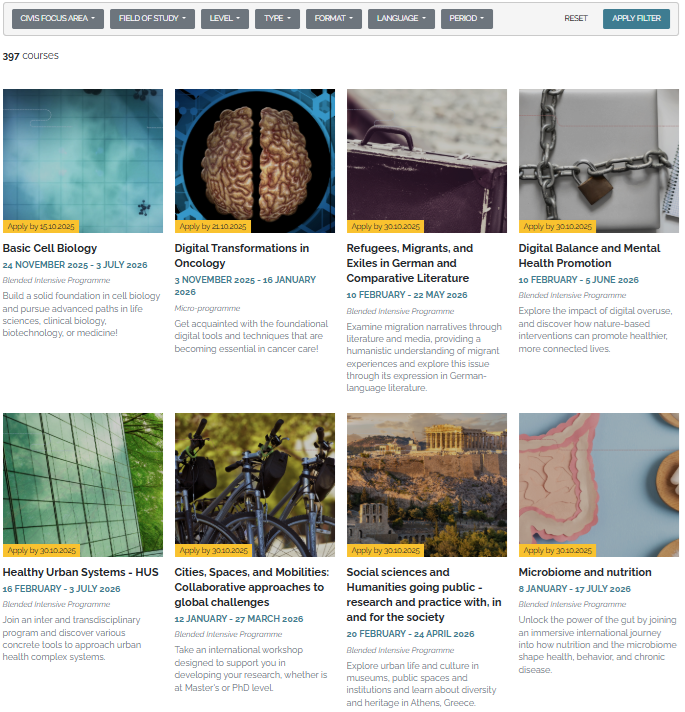 CIVIS FOCUS AREA
FIELD OF STUDY
LEVEL
TYPE
FORMAT
LANGUAGE
PERIOD
RESET
APPLY FILTER
397 courses
Apply by 15.10.2025
Basic Cell Biology
24 NOVEMBER 2025 - 3 JULY 2026
Blended Intensive Programme
Build a solid foundation in cell biology
and pursue advanced paths in life
sciences, clinical biology,
biotechnology, or medicine!
Apply by 21.10.2025
Digital Transformations in
Oncology
3 NOVEMBER 2025 - 16 JANUARY
2026
Micro-programme
Get acquainted with the foundational
digital tools and techniques that are
becoming essential in cancer care!
Apply by 30.10.2025
Refugees, Migrants, and
Exiles in German and
Comparative Literature
10 FEBRUARY - 22 MAY 2026
Blended Intensive Programme
Examine migration narratives through
literature and media, providing a
humanistic understanding of migrant
experiences and explore this issue
through its expression in German-
language literature.
Apply by 30.10.2025
Digital Balance and Mental
Health Promotion
10 FEBRUARY - 5 JUNE 2026
Blended Intensive Programme
Explore the impact of digital overuse,
and discover how nature-based
interventions can promote healthier,
more connected lives.
Apply by 30.10.2025
Healthy Urban Systems - HUS
16 FEBRUARY - 3 JULY 2026
Blended Intensive Programme
Join an inter and transdisciplinary
program and discover various
concrete tools to approach urban
health complex systems.
Apply by 30.10.2025
Cities, Spaces, and Mobilities:
Collaborative approaches to
global challenges
12 JANUARY - 27 MARCH 2026
Blended Intensive Programme
Take an international workshop
designed to support you in
developing your research, whether is
at Master's or PhD level.
Apply by 30.10.2025
Social sciences and
Humanities going public -
research and practice with, in
and for the society
20 FEBRUARY - 24 APRIL 2026
Blended Intensive Programme
Explore urban life and culture in
museums, public spaces and
institutions and learn about diversity
and heritage in Athens, Greece.
Apply by 30.10.2025
Microbiome and nutrition
8 JANUARY - 17 JULY 2026
Blended Intensive Programme
Unlock the power of the gut by joining
an immersive international journey
into how nutrition and the microbiome
shape health, behavior, and chronic
disease.